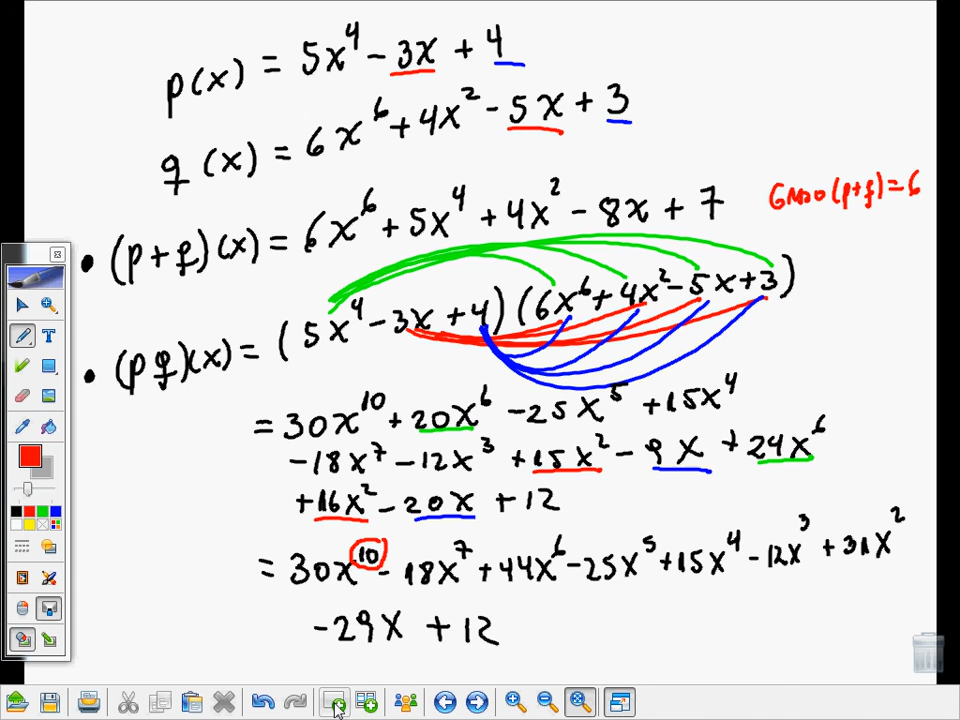 p(x) = 5x⁴ - 3x + 4
q(x) = 6x⁶ + 4x² - 5x + 3
• (p+q)(x) = 6x⁶ + 5x⁴ + 4x² - 8x + 7
Grado (p+q) = 6
• (pq)(x) = (5x⁴ - 3x + 4)(6x⁶ + 4x² - 5x + 3)
= 30x¹⁰ + 20x⁶ - 25x⁵ + 15x⁴
- 18x⁷ - 12x³ + 15x² - 9x + 24x⁶
+ 16x² - 20x + 12
= 30x¹⁰ - 18x⁷ + 44x⁶ - 25x⁵ + 15x⁴ - 12x³ + 31x²
- 29x + 12